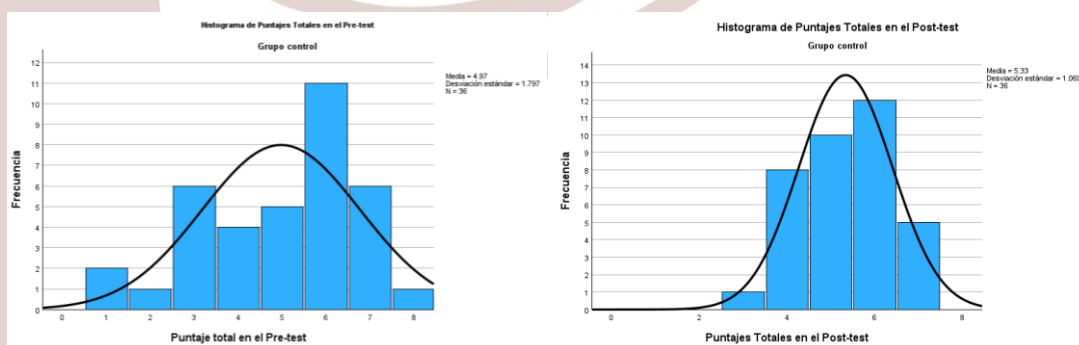 Histograma de Puntajes Totales en el Pre-test
Grupo control
12
11
10
9
8
7
6
5
4
3
2
1
0
Frecuencia
0 1 2 3 4 5 6 7 8
Puntaje total en el Pre-test
Media = 4.97
Desviación estándar = 1.797
N = 36
Histograma de Puntajes Totales en el Post-test
Grupo control
14
13
12
11
10
9
8
7
6
5
4
3
2
1
0
Frecuencia
0 2 4 6 8
Puntajes Totales en el Post-test
Media = 5.33
Desviación estándar = 1.069
N = 36